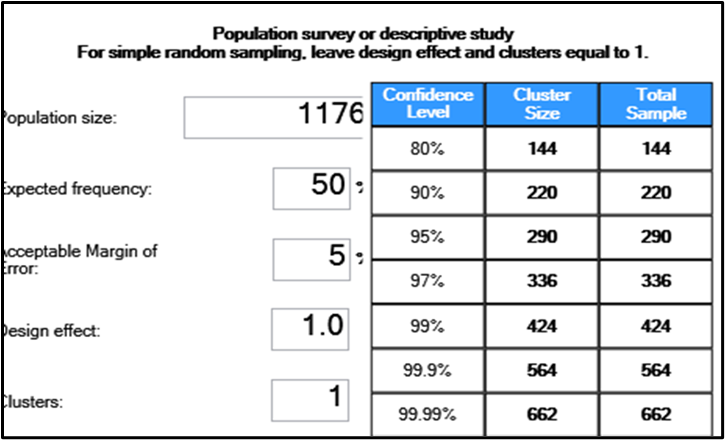 Population survey or descriptive study
For simple random sampling, leave design effect and clusters equal to 1.
opulation size: 1176
xpected frequency: 50
cceptable Margin of
rror: 5
esign effect: 1.0
lusters: 1
Confidence Level Cluster Size Total Sample
80% 144 144
90% 220 220
95% 290 290
97% 336 336
99% 424 424
99.9% 564 564
99.99% 662 662